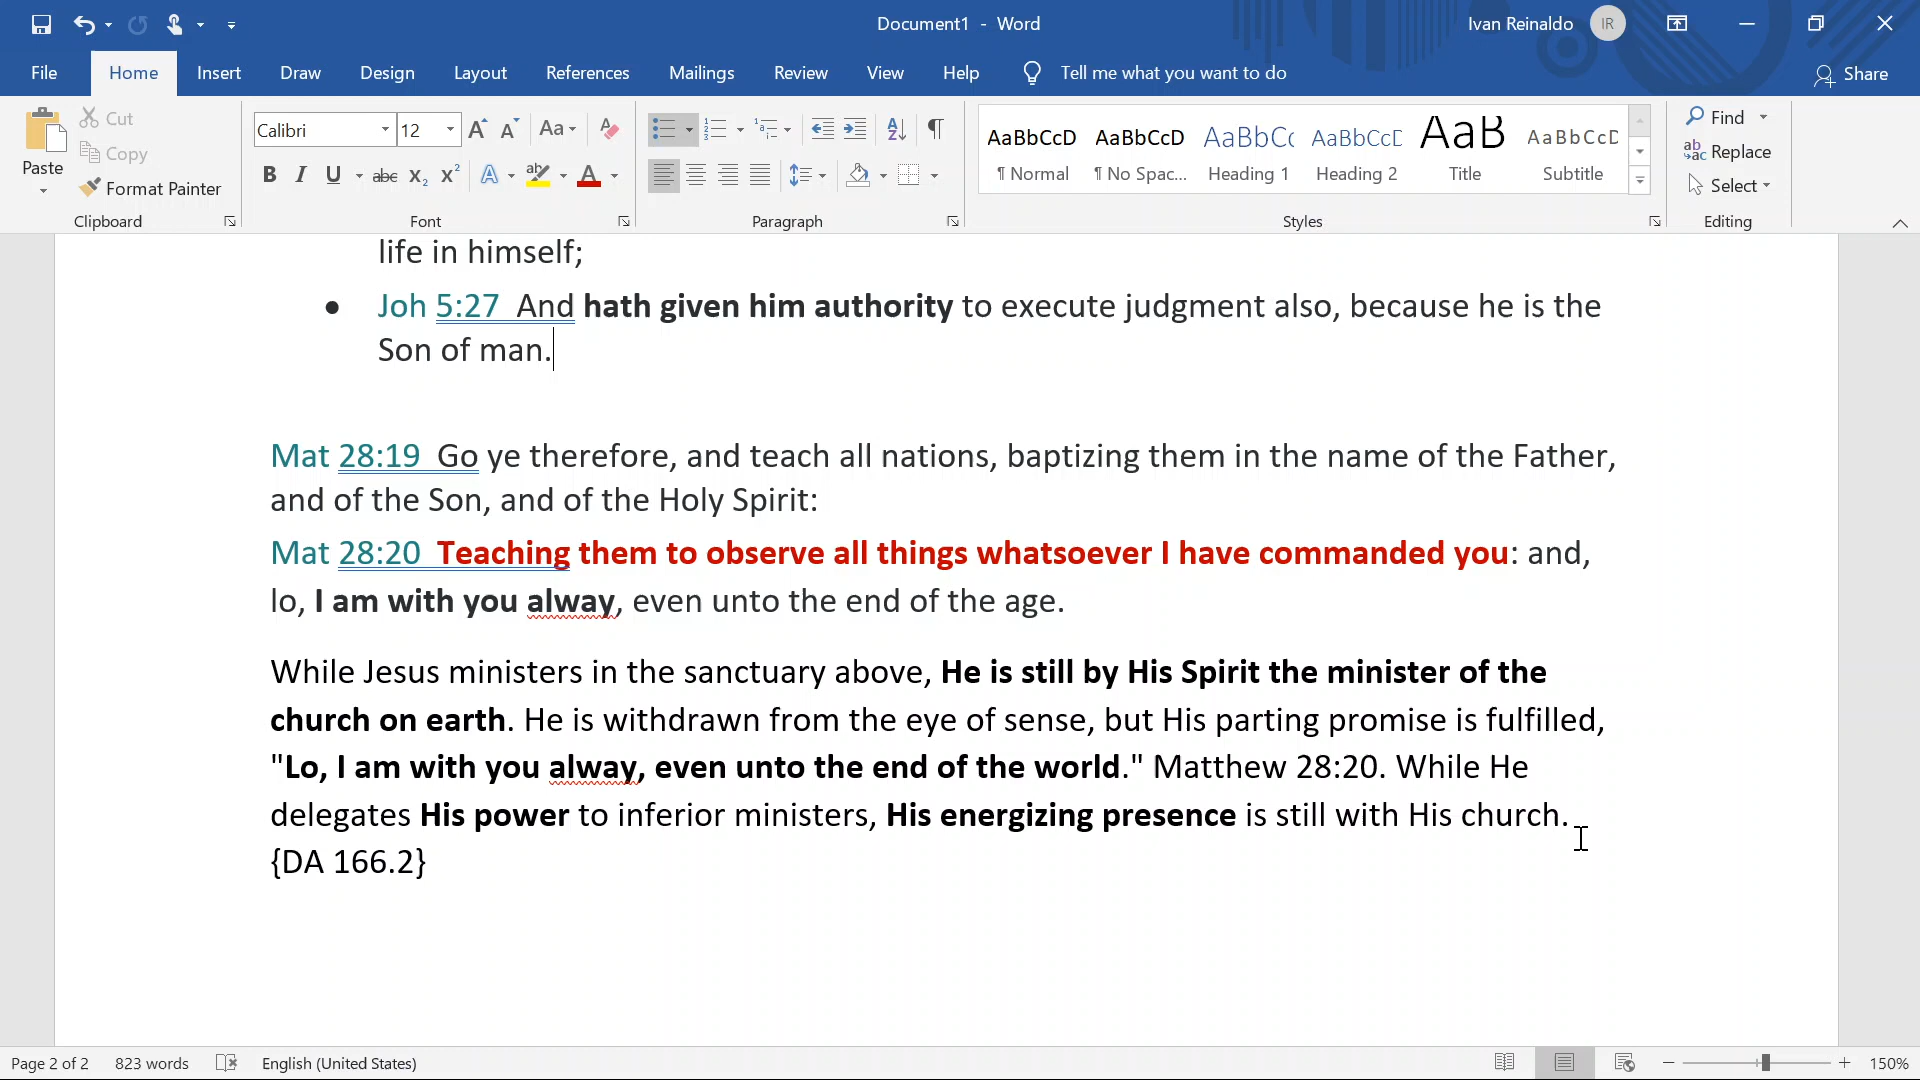 Document1 - Word
Ivan Reinaldo IR
File Home Insert Draw Design Layout References Mailings Review View Help Tell me what you want to do Share
Paste
Cut
Copy
Format Painter
Clipboard
Calibri 12
Font
Paragraph
AaBbCcD AaBbCcD AaBbC AaBbCcD AaB AaBbCcD
¶ Normal ¶ No Spac... Heading 1 Heading 2 Title Subtitle
Styles
Find
Replace
Select
Editing
life in himself;
• Joh 5:27 And hath given him authority to execute judgment also, because he is the
Son of man.
Mat 28:19 Go ye therefore, and teach all nations, baptizing them in the name of the Father,
and of the Son, and of the Holy Spirit:
Mat 28:20 Teaching them to observe all things whatsoever I have commanded you: and,
lo, I am with you alway, even unto the end of the age.
While Jesus ministers in the sanctuary above, He is still by His Spirit the minister of the
church on earth. He is withdrawn from the eye of sense, but His parting promise is fulfilled,
"Lo, I am with you alway, even unto the end of the world." Matthew 28:20. While He
delegates His power to inferior ministers, His energizing presence is still with His church.
{DA 166.2}
Page 2 of 2 823 words English (United States) 150%